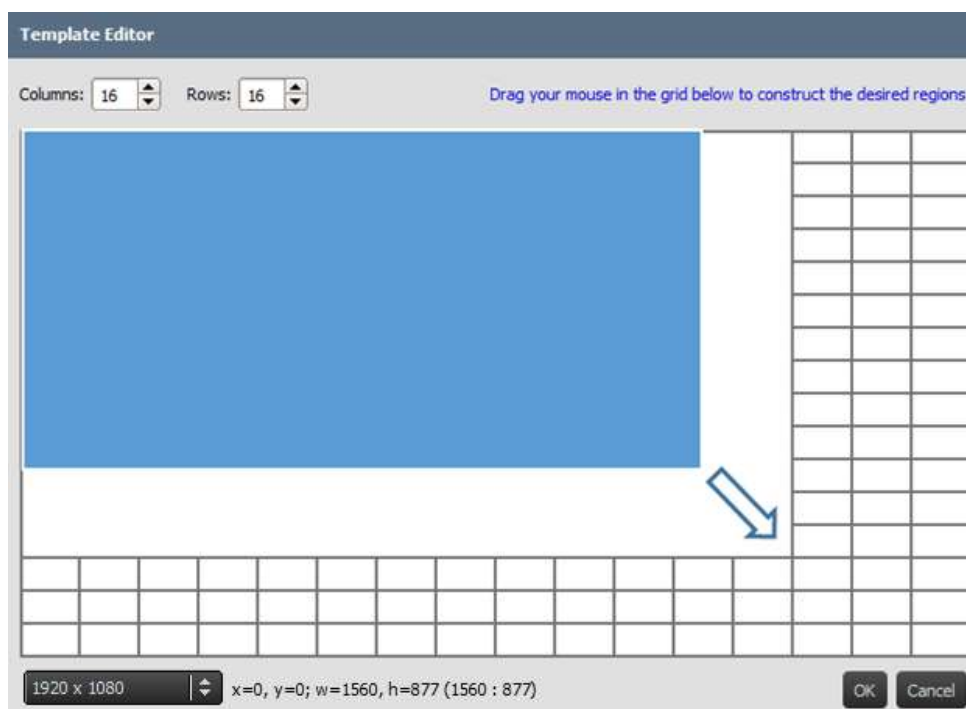 Template Editor
Columns: 16 Rows: 16 Drag your mouse in the grid below to construct the desired regions
1920 x 1080 x=0, y=0; w=1560, h=877 (1560 : 877) OK Cancel